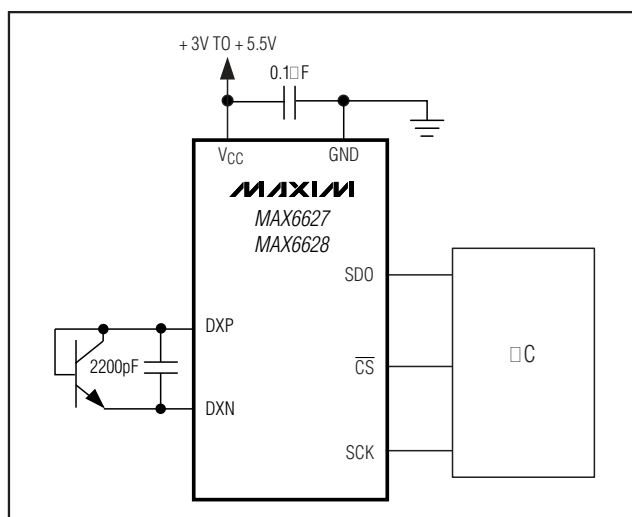 + 3V TO + 5.5V
0.1□F
VCC
GND
MAXIM
MAX6627
MAX6628
SDO
DXP
2200pF
□C
CS
DXN
SCK